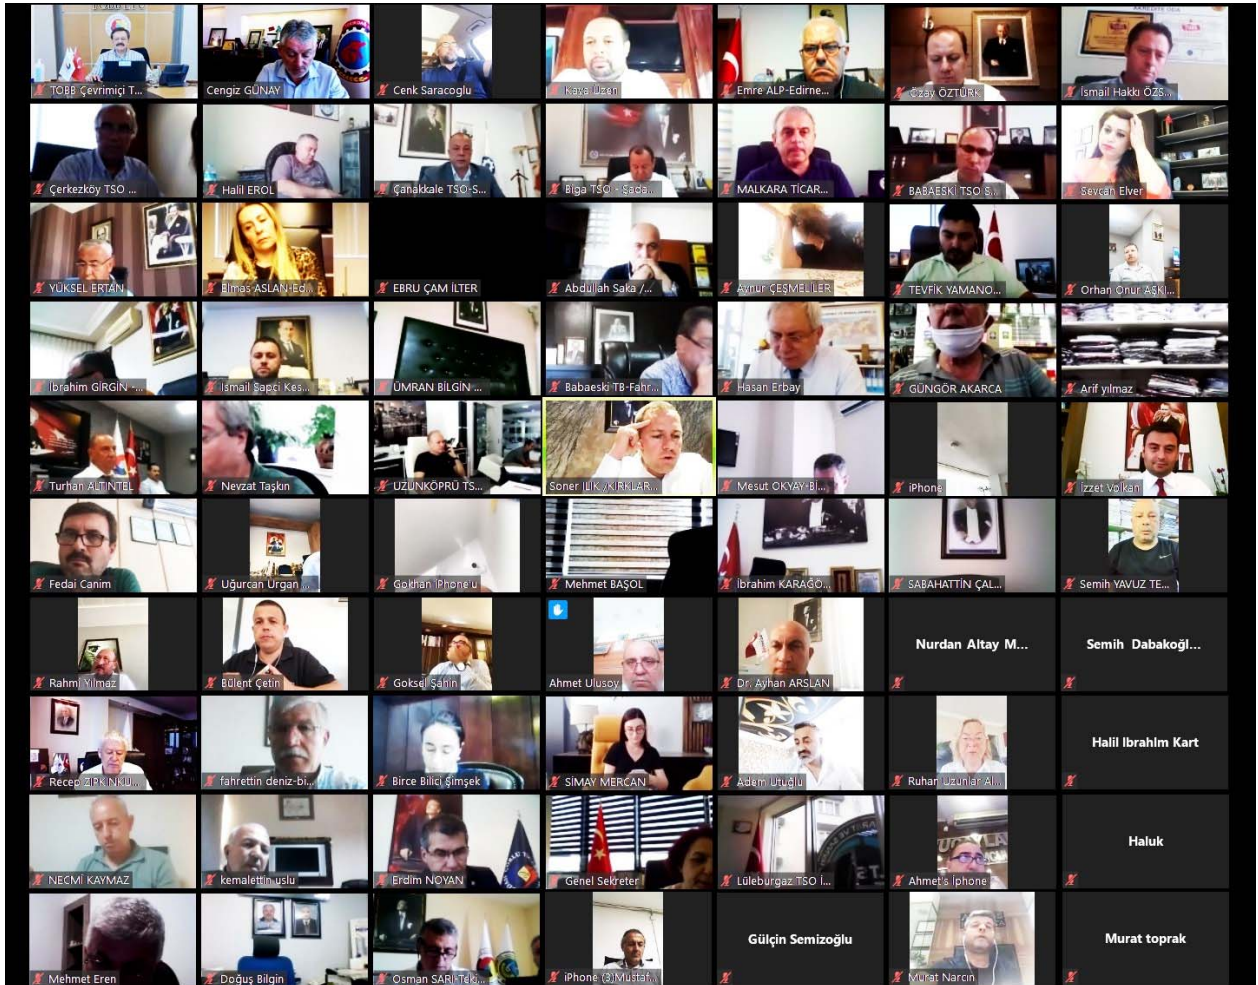 TOBB Çevrimiçi T...
Cengiz GÜNAY
Cenk Saracoglu
Kaya Üzen
Emre ALP-Edirne...
Özay ÖZTÜRK
İsmail Hakkı ÖZS...
Çerkezköy TSO ...
Halil EROL
Çanakkale TSO-S...
Biga TSO - Şada...
MALKARA TİCAR...
BABAESKİ TSO S...
Sevcan Elver
YÜKSEL ERTAN
Elmas ASLAN-Ed...
EBRU ÇAM İLTER
Abdullah Saka /...
Aynur ÇEŞMELİLER
TEVFİK YAMANO...
Orhan Onur AŞKI...
İbrahim GİRGİN -...
İsmail Şapçi Kes...
ÜMRAN BİLGİN ...
Babaeski TB-Fahr...
Hasan Erbay
GÜNGÖR AKARCA
Arif yılmaz
Turhan ALTINTEL
Nevzat Taşkın
UZUNKÖPRÜ TS...
Soner ILIK /KIRKLAR...
Mesut OKYAY-Bİ...
iPhone
İzzet Volkan
Fedai Canim
Uğurcan Urgan ...
Gokhan iPhone'u
Mehmet BAŞOL
İbrahim KARAGÖ...
SABAHATTİN ÇAL...
Semih YAVUZ TE...
Rahmi Yılmaz
Bülent Çetin
Goksel Şahin
Ahmet Ulusoy
Dr. Ayhan ARSLAN
Nurdan Altay M...
Semih Dabakoğl...
Recep ZIPKINKU...
fahrettin deniz-bi...
Birce Bilici Şimşek
SİMAY MERCAN
Adem Utuğlu
Ruhan Uzunlar Al...
Halil Ibrahim Kart
NECMİ KAYMAZ
kemalettin uslu
Erdim NOYAN
Genel Sekreter
Lüleburgaz TSO İ...
Ahmet's iphone
Haluk
Mehmet Eren
Doğuş Bilgin
Osman SARI-Teki...
iPhone (3)Mustaf...
Gülçin Semizoğlu
Murat Narcın
Murat toprak